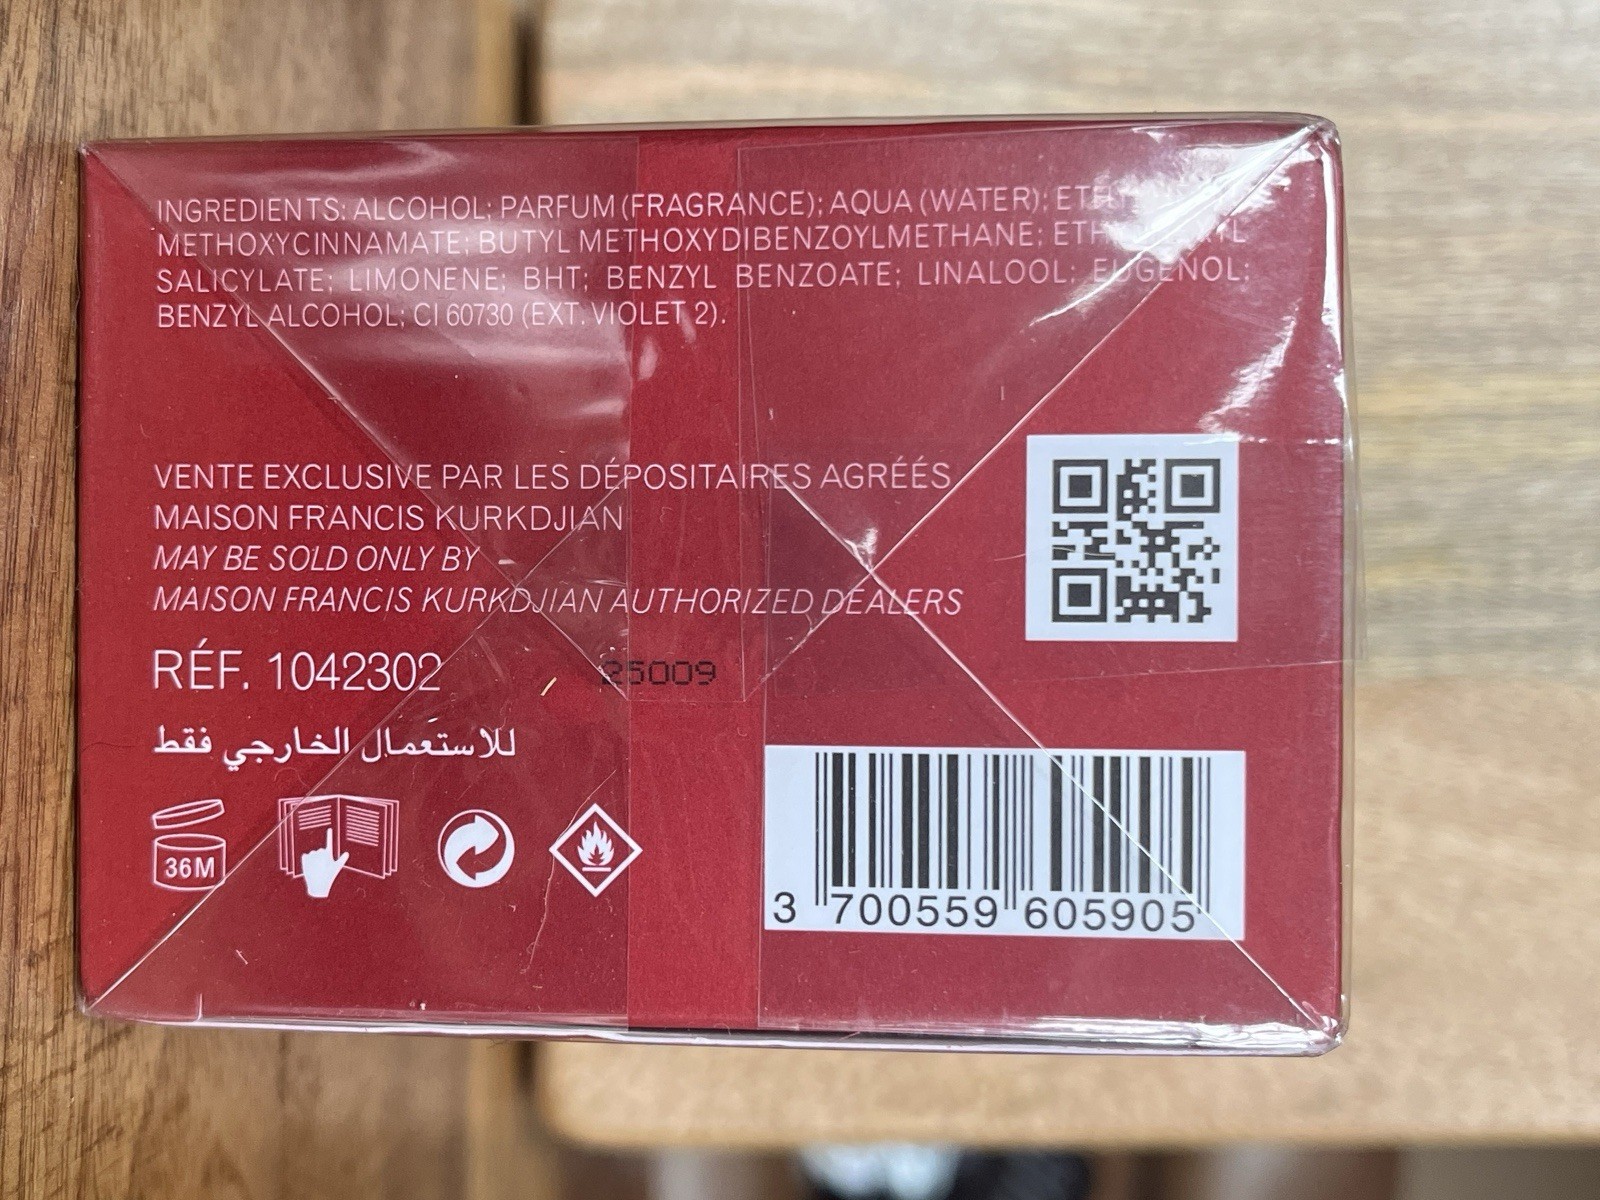 INGREDIENTS: ALCOHOL; PARFUM (FRAGRANCE); AQUA (WATER);
METHOXYCINNAMATE; BUTYL METHOXYDIBENZOYLMETHANE;
SALICYLATE; LIMONENE; BHT; BENZYL BENZOATE; LINALOOL; EUGENOL;
BENZYL ALCOHOL; CI 60730 (EXT. VIOLET 2).
VENTE EXCLUSIVE PAR LES DÉPOSITAIRES AGRÉÉS
MAISON FRANCIS KURKDJIAN
MAY BE SOLD ONLY BY
MAISON FRANCIS KURKDJIAN AUTHORIZED DEALERS
RÉF. 1042302
25009
للاستعمال الخارجي فقط
36M
3 700559 605905